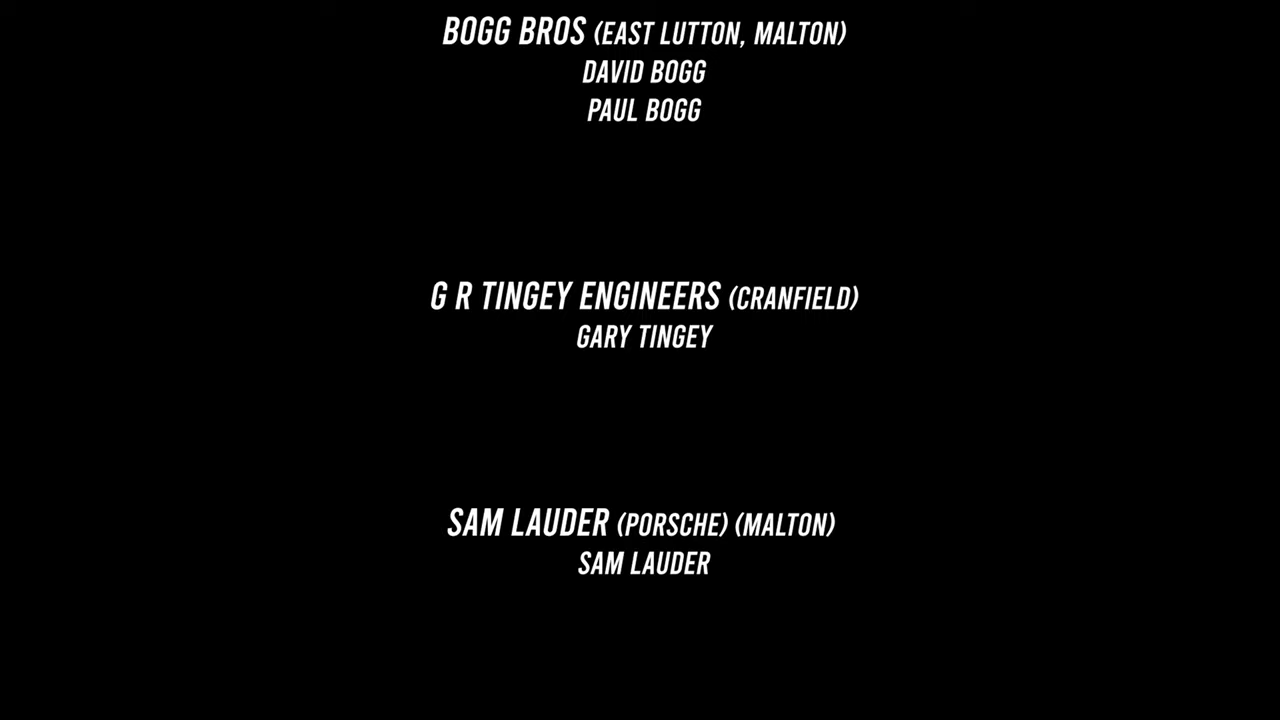 BOGG BROS (EAST LUTTON, MALTON)
DAVID BOGG
PAUL BOGG
G R TINGEY ENGINEERS (CRANFIELD)
GARY TINGEY
SAM LAUDER (PORSCHE) (MALTON)
SAM LAUDER